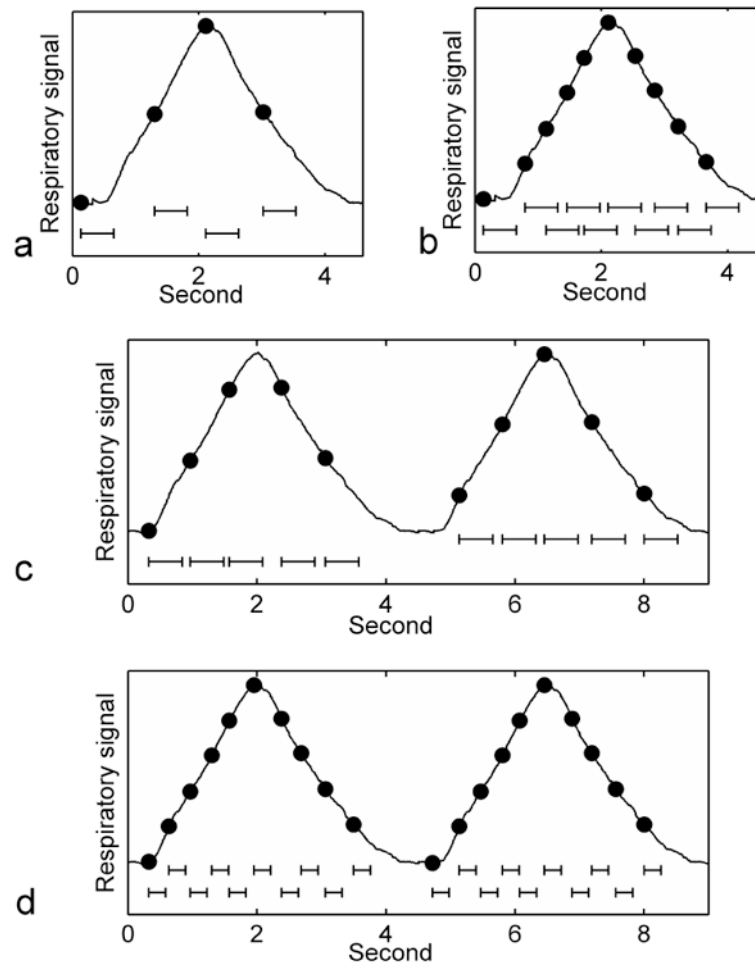 Respiratory signal
a
0 2 4
Second
Respiratory signal
b
0 2 4
Second
Respiratory signal
c
0 2 4 6 8
Second
Respiratory signal
d
0 2 4 6 8
Second